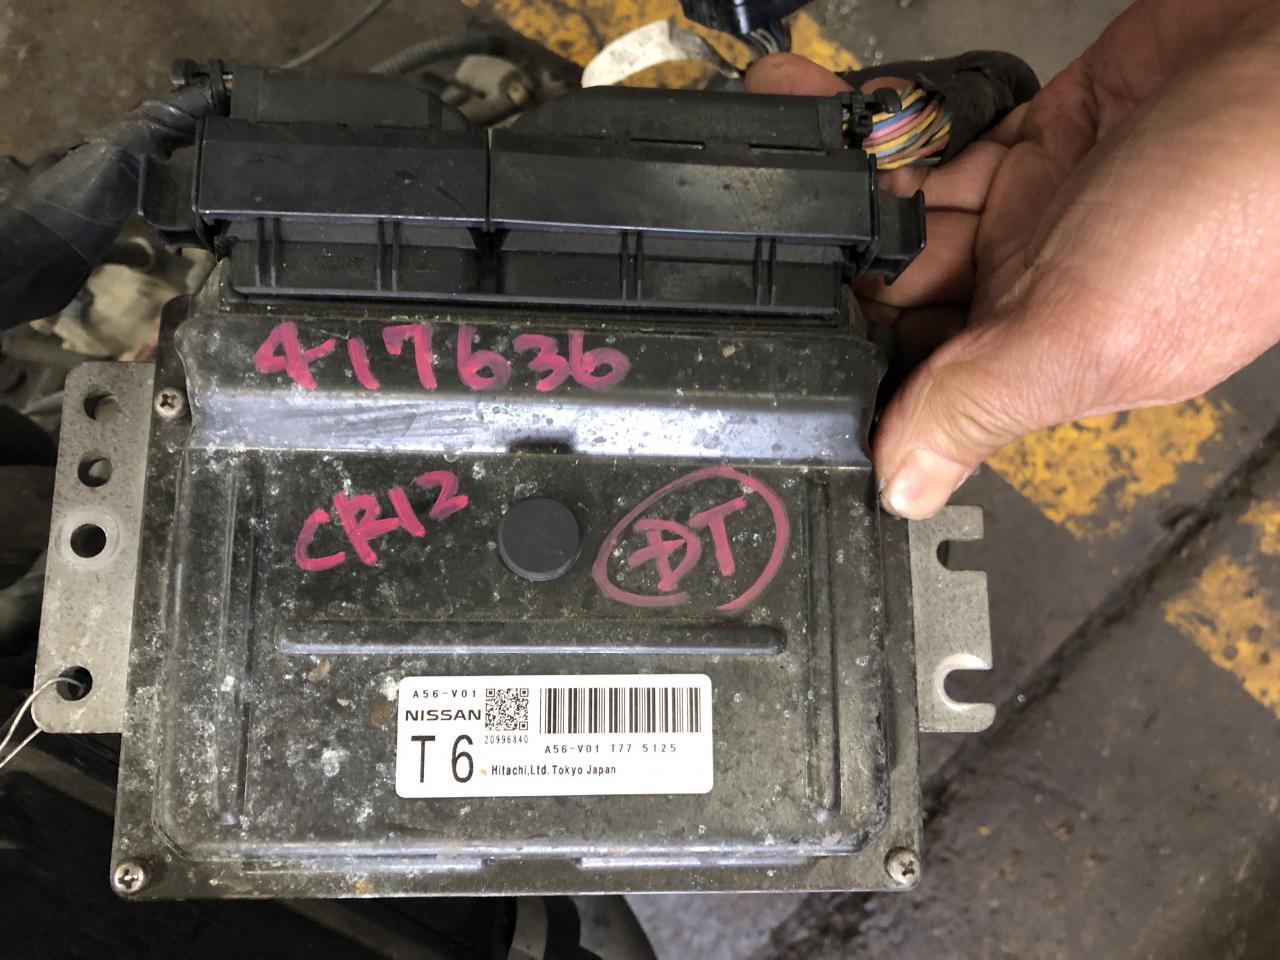 417636
CR12
DT
A56-V01
NISSAN
20996840
T6
A56-V01 T77 5125
Hitachi,Ltd.Tokyo Japan